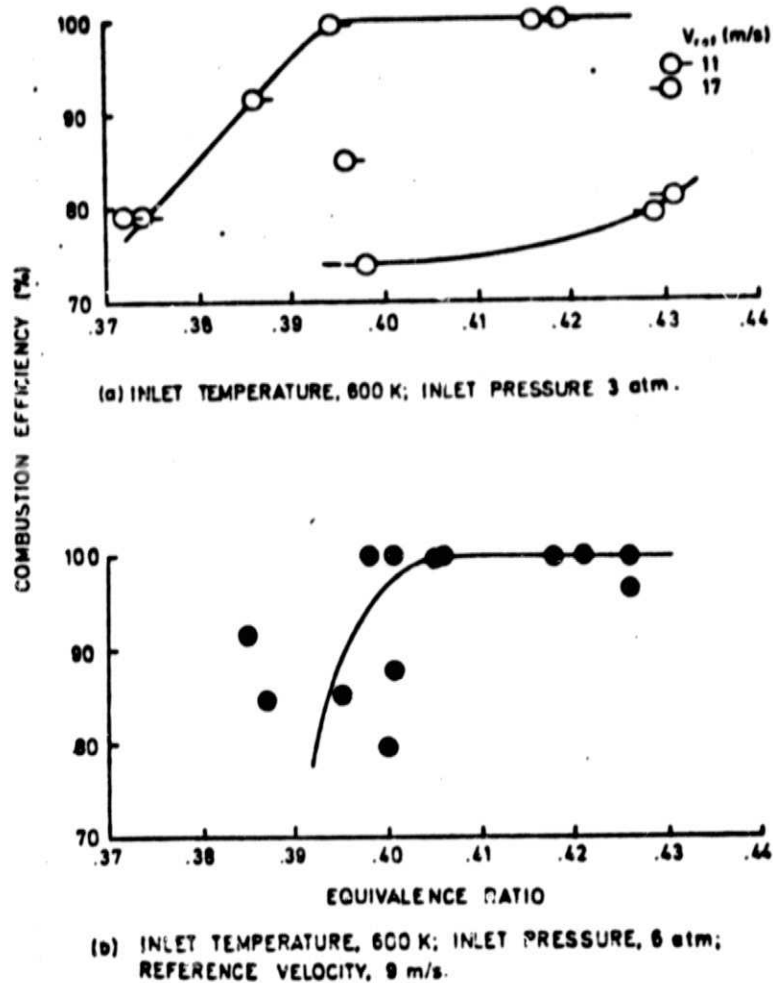 100
90
80
70
.37 .38 .39 .40 .41 .42 .43 .44
V ref (m/s)
11
17
COMBUSTION EFFICIENCY (%)
(a) INLET TEMPERATURE, 600 K; INLET PRESSURE 3 atm.
100
90
80
70
.37 .38 .39 .40 .41 .42 .43 .44
EQUIVALENCE RATIO
(b) INLET TEMPERATURE, 600 K; INLET PRESSURE, 6 atm;
REFERENCE VELOCITY, 9 m/s.